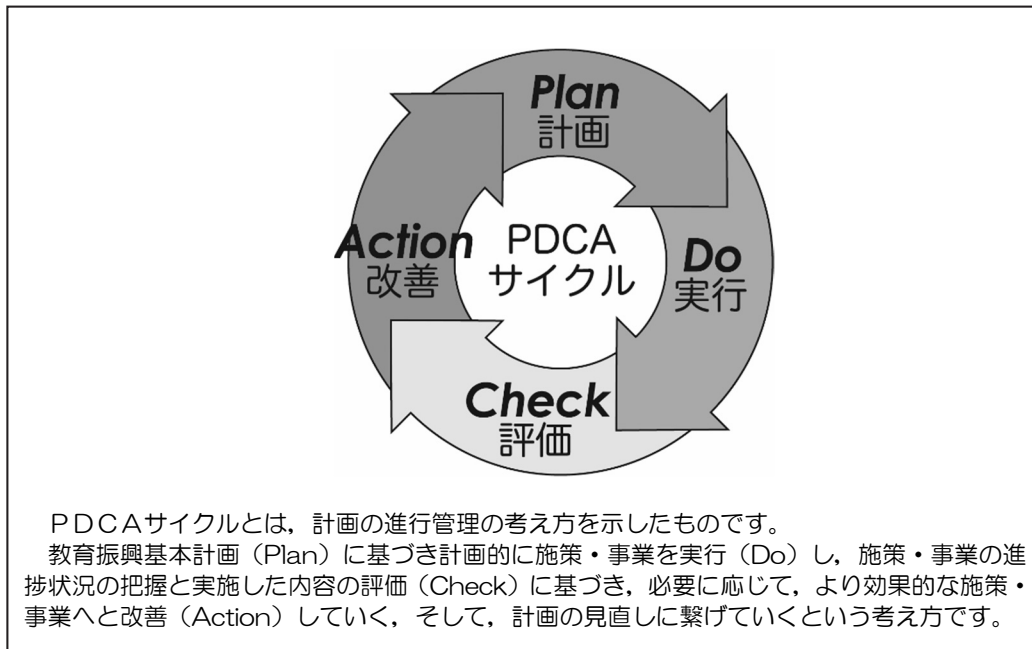 Plan
計画
Action
改善
PDCA
サイクル
Do
実行
Check
評価
　ＰＤＣＡサイクルとは，計画の進行管理の考え方を示したものです。
　教育振興基本計画（Plan）に基づき計画的に施策・事業を実行（Do）し，施策・事業の進
捗状況の把握と実施した内容の評価（Check）に基づき，必要に応じて，より効果的な施策・
事業へと改善（Action）していく，そして，計画の見直しに繋げていくという考え方です。